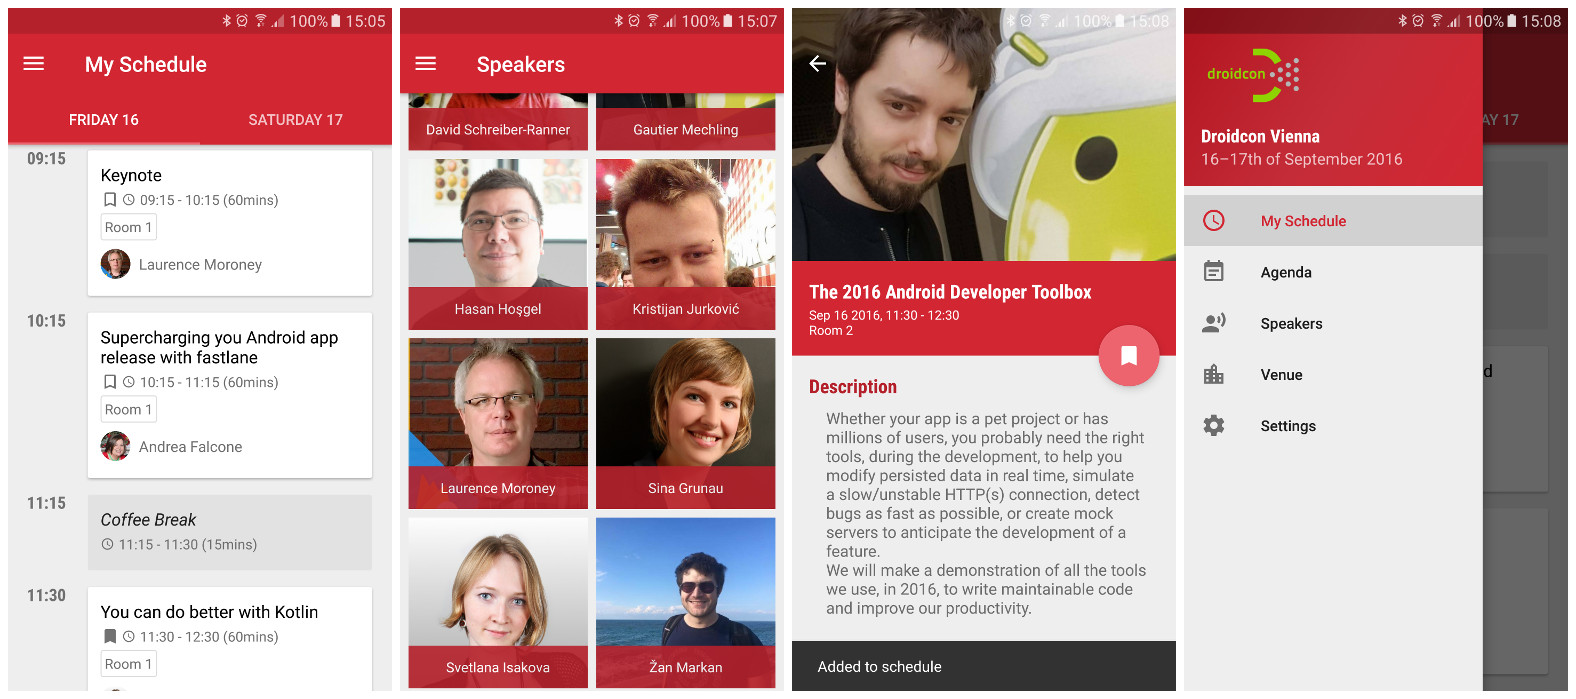 100% 15:05
My Schedule
FRIDAY 16 SATURDAY 17
09:15
Keynote
09:15 - 10:15 (60mins)
Room 1
Laurence Moroney
10:15
Supercharging you Android app
release with fastlane
10:15 - 11:15 (60mins)
Room 1
Andrea Falcone
11:15
Coffee Break
11:15 - 11:30 (15mins)
11:30
You can do better with Kotlin
11:30 - 12:30 (60mins)
Room 1
100% 15:07
Speakers
David Schreiber-Ranner
Gautier Mechling
Hasan Hoşgel
Kristijan Jurković
Laurence Moroney
Sina Grunau
Svetlana Isakova
Žan Markan
100% 15:08
The 2016 Android Developer Toolbox
Sep 16 2016, 11:30 - 12:30
Room 2
Description
Whether your app is a pet project or has
millions of users, you probably need the right
tools, during the development, to help you
modify persisted data in real time, simulate
a slow/unstable HTTP(s) connection, detect
bugs as fast as possible, or create mock
servers to anticipate the development of a
feature.
We will make a demonstration of all the tools
we use, in 2016, to write maintainable code
and improve our productivity.
Added to schedule
100% 15:08
droidcon
Droidcon Vienna
16–17th of September 2016
AY 17
My Schedule
Agenda
Speakers
Venue
d
Settings